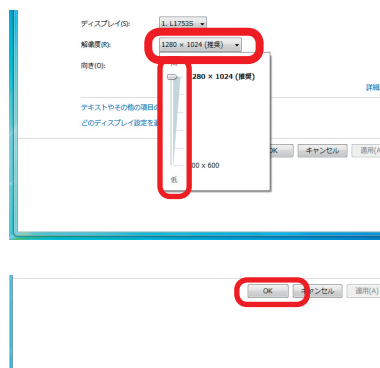 ディスプレイ(S):
1. L1753S
解像度(R):
1280 × 1024 (推奨)
向き(O):
280 × 1024 (推奨)
詳細
テキストやその他の項目の
どのディスプレイ設定を
00 x 600
低
OK
キャンセル
適用(A
OK
キャンセル
適用(A)